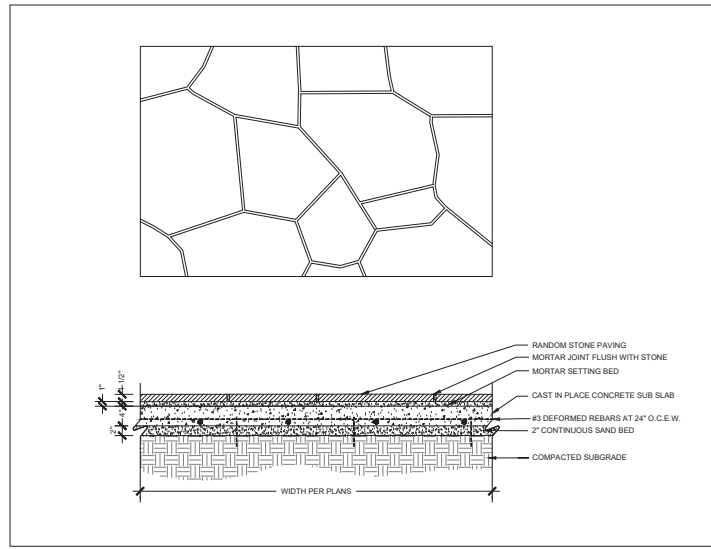 RANDOM STONE PAVING
MORTAR JOINT FLUSH WITH STONE
MORTAR SETTING BED
CAST IN PLACE CONCRETE SUB SLAB
#3 DEFORMED REBARS AT 24" O.C.E.W.
2" CONTINUOUS SAND BED
COMPACTED SUBGRADE
1"
1-1/2"
4"
2"
WIDTH PER PLANS